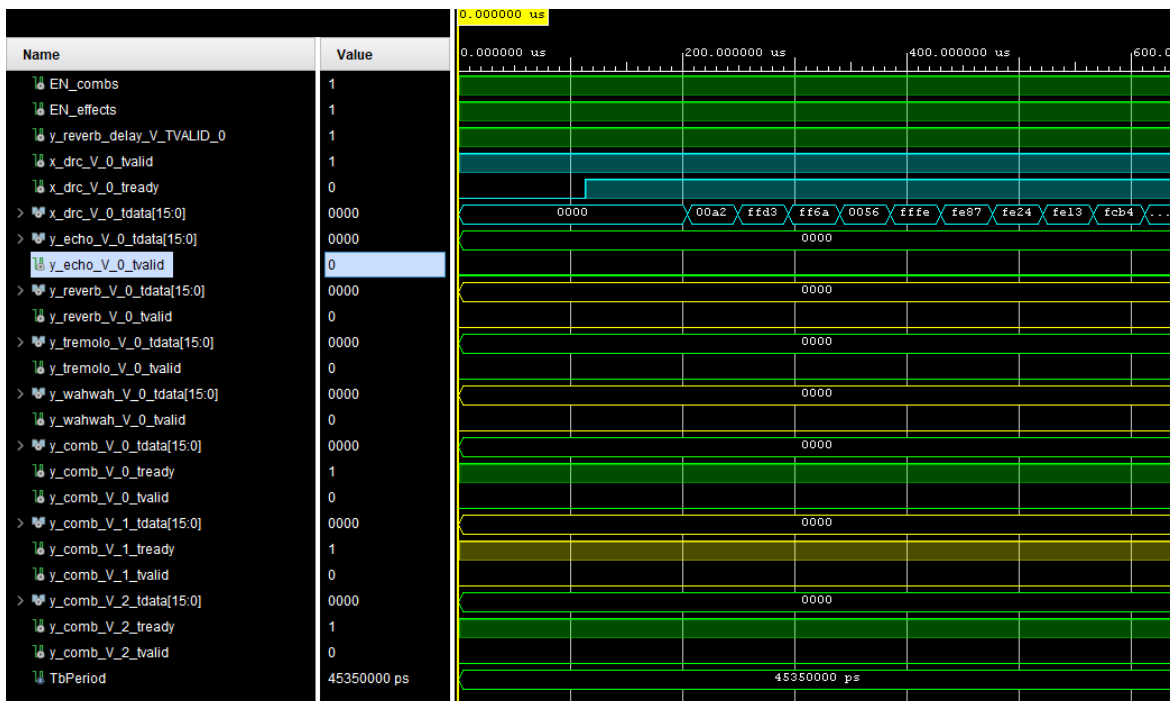 0.000000 us
Name Value 0.000000 us 200.000000 us 400.000000 us 600.0
EN_combs 1
EN_effects 1
y_reverb_delay_V_TVALID_0 1
x_drc_V_0_tvalid 1
x_drc_V_0_tready 0
x_drc_V_0_tdata[15:0] 0000 0000 00a2 ffd3 ff6a 0056 fffe fe87 fe24 fe13 fcb4 ...
y_echo_V_0_tdata[15:0] 0000 0000
y_echo_V_0_tvalid 0
y_reverb_V_0_tdata[15:0] 0000 0000
y_reverb_V_0_tvalid 0
y_tremolo_V_0_tdata[15:0] 0000 0000
y_tremolo_V_0_tvalid 0
y_wahwah_V_0_tdata[15:0] 0000 0000
y_wahwah_V_0_tvalid 0
y_comb_V_0_tdata[15:0] 0000 0000
y_comb_V_0_tready 1
y_comb_V_0_tvalid 0
y_comb_V_1_tdata[15:0] 0000 0000
y_comb_V_1_tready 1
y_comb_V_1_tvalid 0
y_comb_V_2_tdata[15:0] 0000 0000
y_comb_V_2_tready 1
y_comb_V_2_tvalid 0
TbPeriod 45350000 ps 45350000 ps